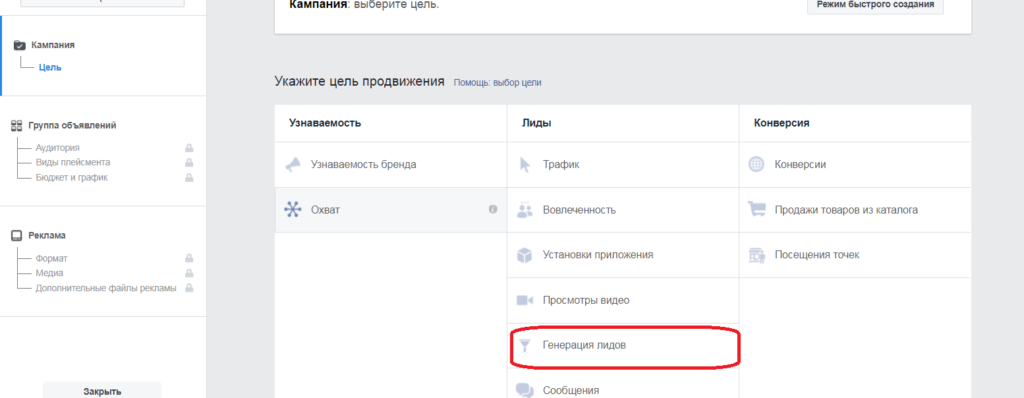 Кампания: выберите цель.
Режим быстрого создания
Кампания
Цель
Группа объявлений
Аудитория
Виды плейсмента
Бюджет и график
Реклама
Формат
Медиа
Дополнительные файлы рекламы
Закрыть
Укажите цель продвижения Помощь: выбор цели
Узнаваемость
Лиды
Конверсия
Узнаваемость бренда
Трафик
Конверсии
Охват
Вовлеченность
Продажи товаров из каталога
Установки приложения
Посещения точек
Просмотры видео
Генерация лидов
Сообщения